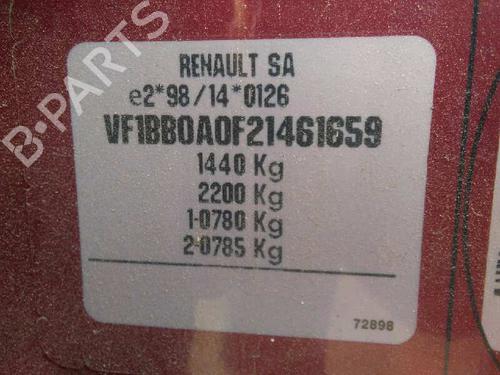 RENAULT SA
e2*98/14*0126
VF1BB0A0F21461659
1440 Kg
2200 Kg
1-0780 Kg
2-0785 Kg
72898
B-PARTS